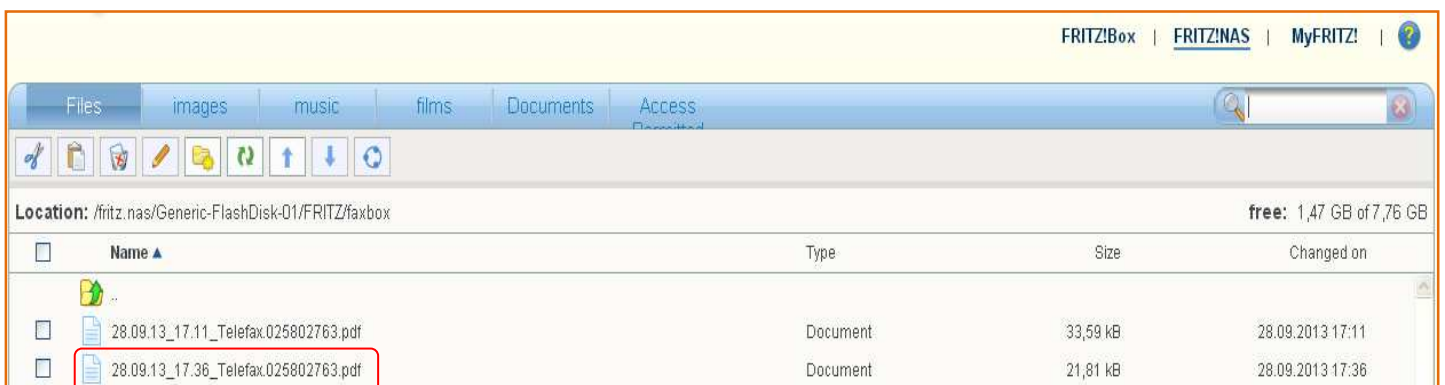 FRITZ!Box | FRITZ!NAS | MyFRITZ! | ?
Files images music films Documents Access
Permitted
Location: /fritz.nas/Generic-FlashDisk-01/FRITZ/faxbox free: 1,47 GB of 7,76 GB
Name ▲ Type Size Changed on
..
28.09.13_17.11_Telefax.025802763.pdf Document 33,59 kB 28.09.2013 17:11
28.09.13_17.36_Telefax.025802763.pdf Document 21,81 kB 28.09.2013 17:36